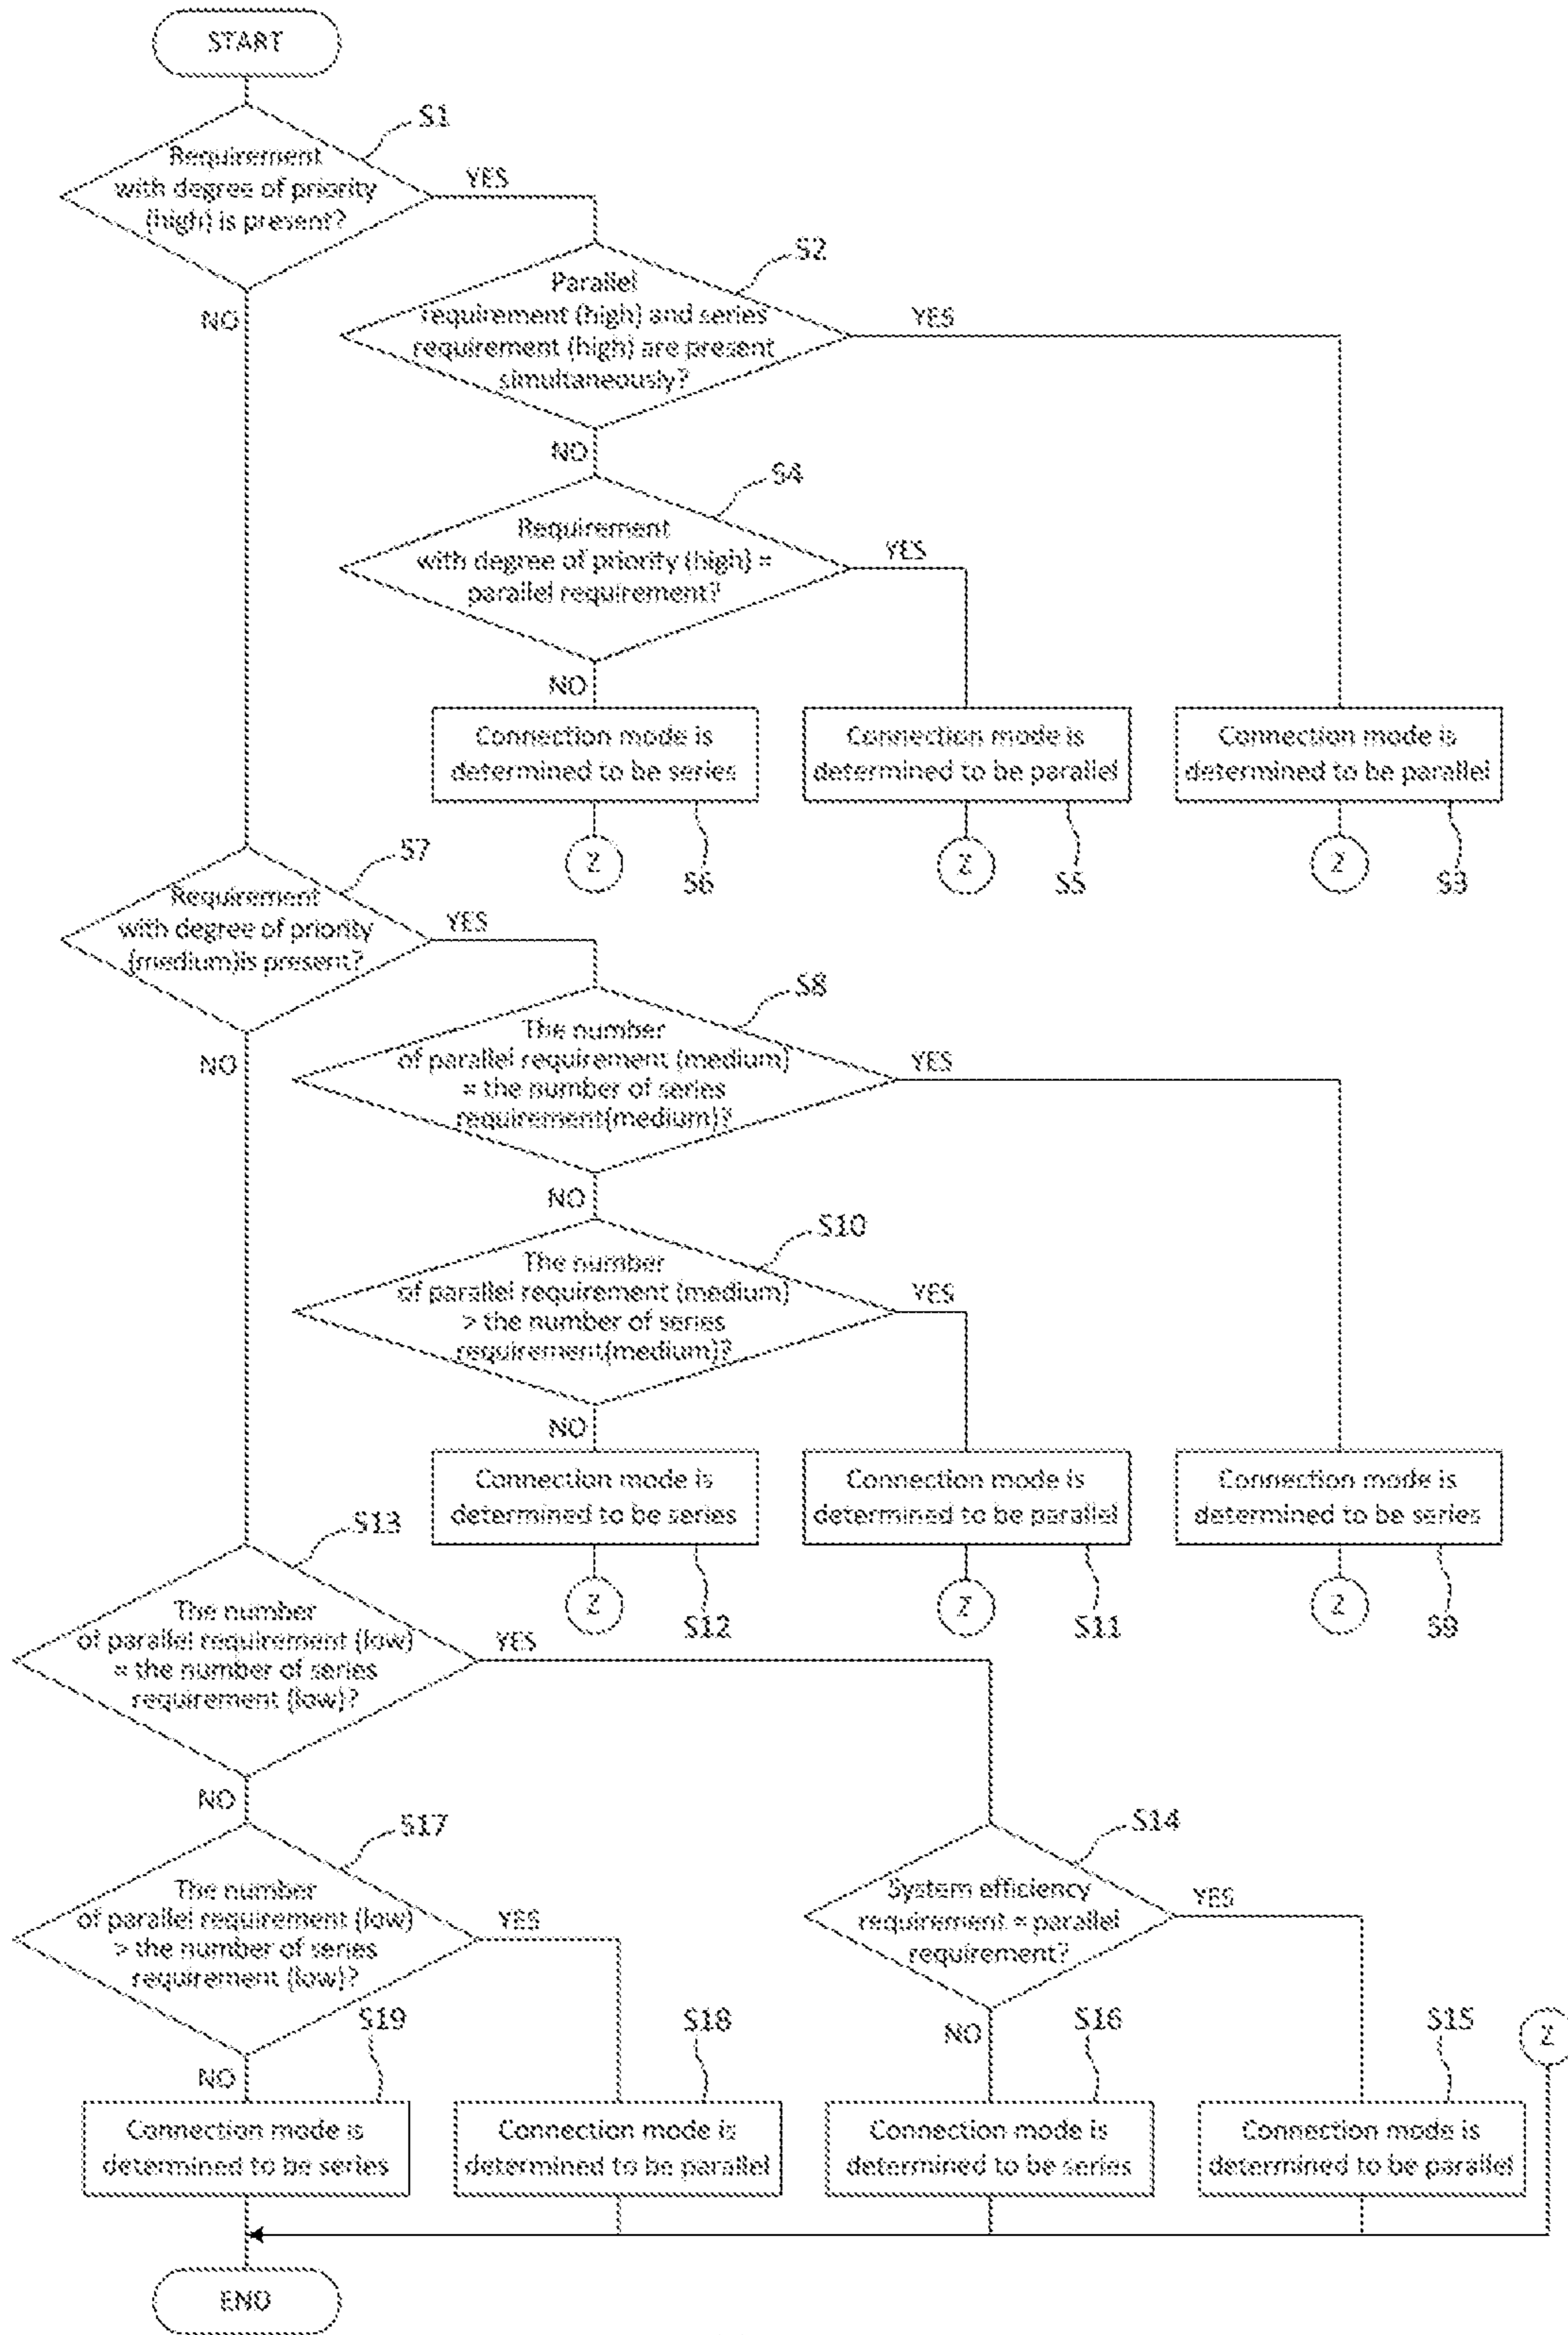 START
S1
Requirement
with degree of priority
(high) is present?
YES
NO
S2
Parallel
requirement (high) and series
requirement (high) are present
simultaneously?
YES
NO
S4
Requirement
with degree of priority (high) =
parallel requirement?
YES
NO
Connection mode is
determined to be series
Connection mode is
determined to be parallel
Connection mode is
determined to be parallel
Z
S6
Z
S5
Z
S3
S7
Requirement
with degree of priority
(medium)is present?
YES
NO
S8
The number
of parallel requirement (medium)
= the number of series
requirement(medium)?
YES
NO
S10
The number
of parallel requirement (medium)
> the number of series
requirement(medium)?
YES
NO
Connection mode is
determined to be series
Connection mode is
determined to be parallel
Connection mode is
determined to be series
Z
S12
Z
S11
Z
S9
S13
The number
of parallel requirement (low)
= the number of series
requirement (low)?
YES
NO
S17
The number
of parallel requirement (low)
> the number of series
requirement (low)?
YES
NO
S14
System efficiency
requirement = parallel
requirement?
YES
NO
S19
S18
S16
S15
Z
Connection mode is
determined to be series
Connection mode is
determined to be parallel
Connection mode is
determined to be series
Connection mode is
determined to be parallel
END